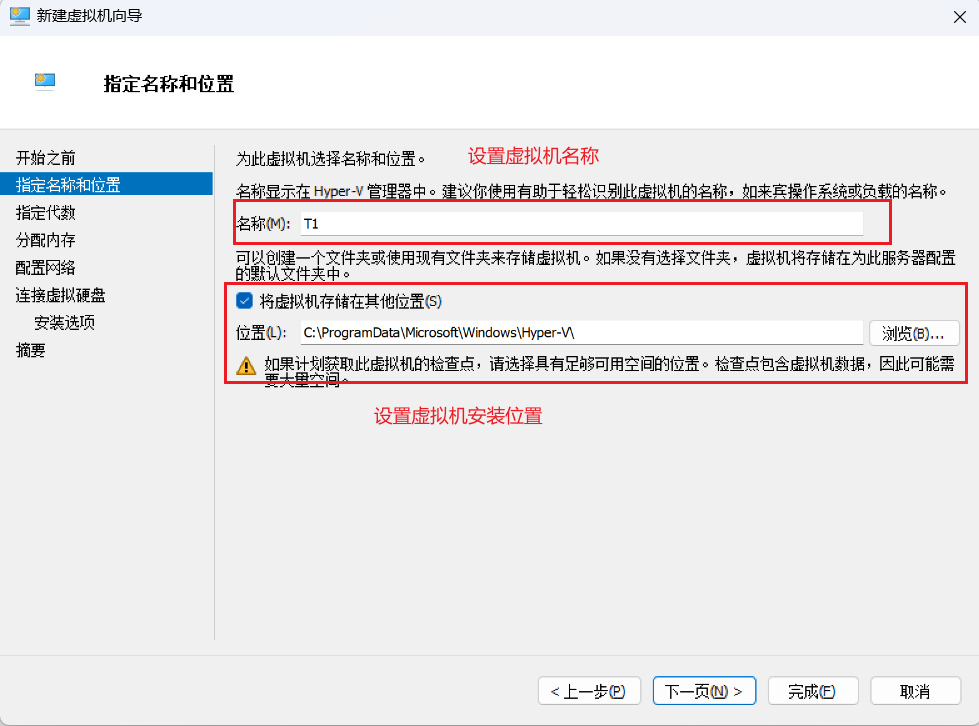 新建虚拟机向导
指定名称和位置
开始之前
指定名称和位置
指定代数
分配内存
配置网络
连接虚拟硬盘
安装选项
摘要
为此虚拟机选择名称和位置。
设置虚拟机名称
名称显示在 Hyper-V 管理器中。建议你使用有助于轻松识别此虚拟机的名称，如来宾操作系统或负载的名称。
名称(M): T1
可以创建一个文件夹或使用现有文件夹来存储虚拟机。如果没有选择文件夹，虚拟机将存储在为此服务器配置
的默认文件夹中。
将虚拟机存储在其他位置(S)
位置(L): C:\ProgramData\Microsoft\Windows\Hyper-V\ 浏览(B)...
如果计划获取此虚拟机的检查点，请选择具有足够可用空间的位置。检查点包含虚拟机数据，因此可能需
要大量空间。
设置虚拟机安装位置
< 上一步(P) 下一页(N) > 完成(F) 取消